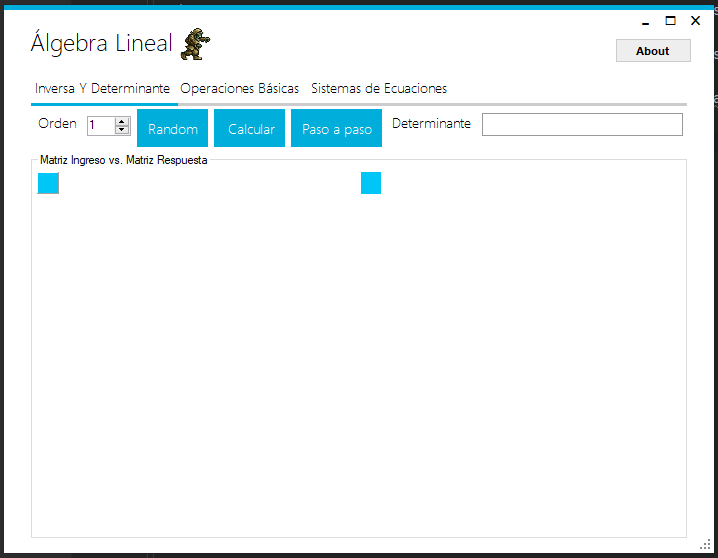 Álgebra Lineal
About
Inversa Y Determinante Operaciones Básicas Sistemas de Ecuaciones
Orden 1 Random Calcular Paso a paso Determinante
Matriz Ingreso vs. Matriz Respuesta